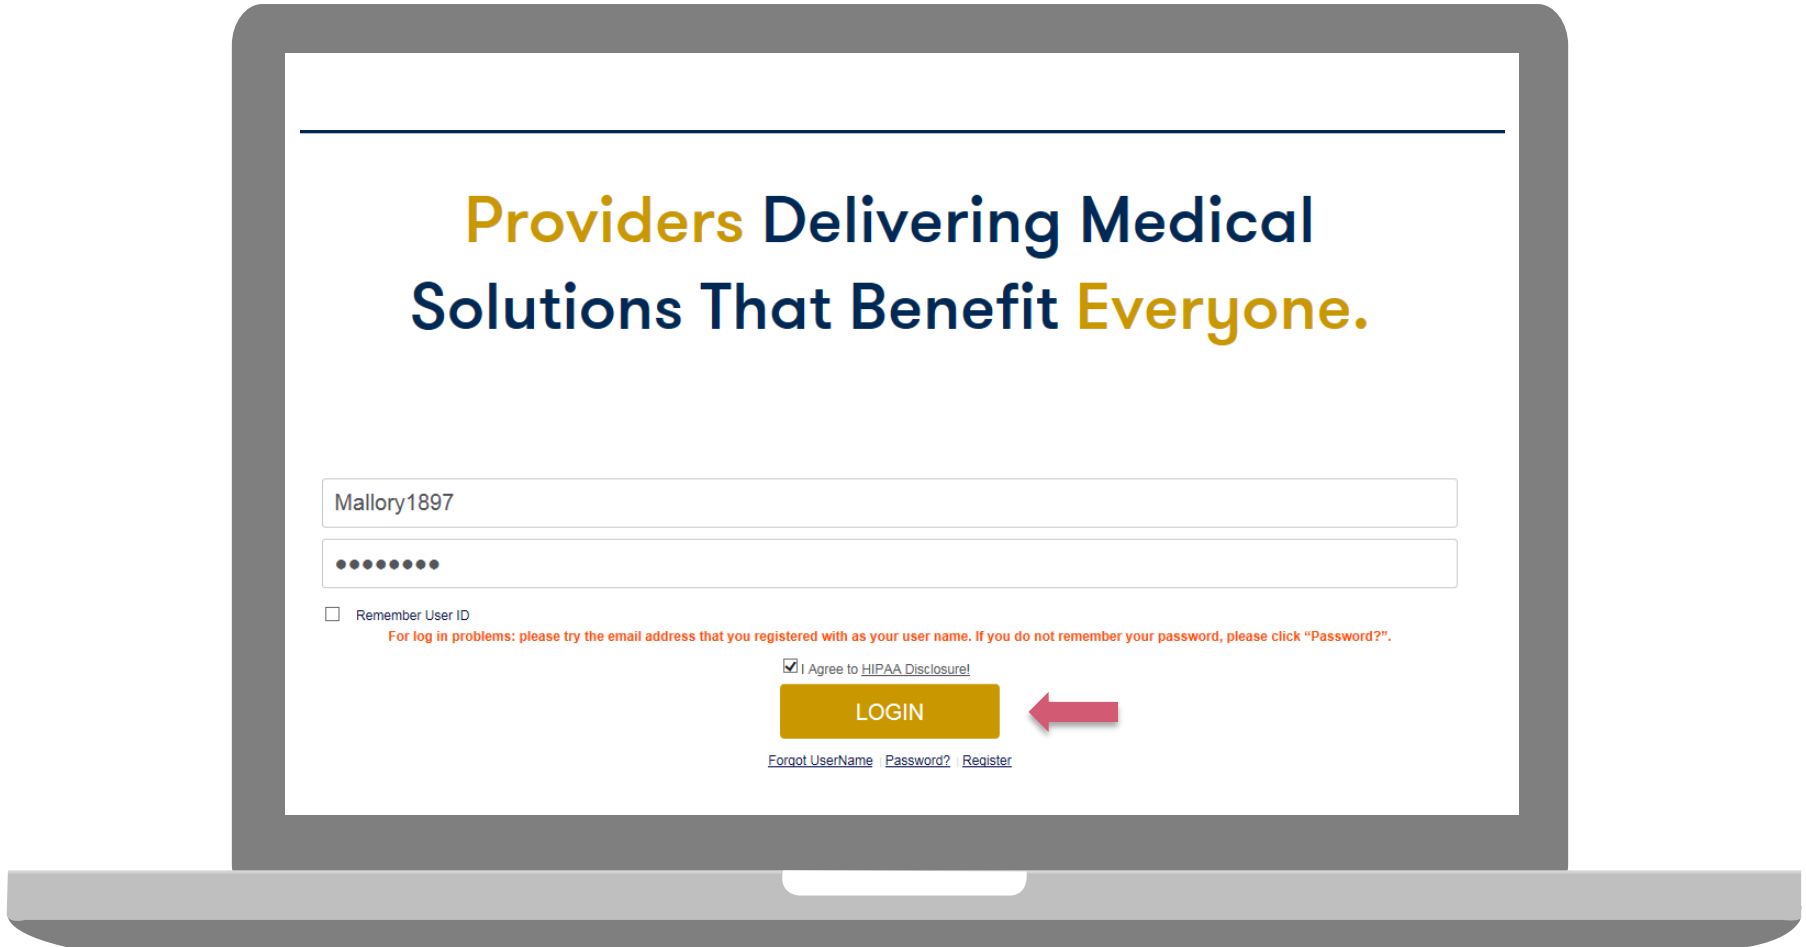 Providers Delivering Medical
Solutions That Benefit Everyone.
Mallory1897
••••••••
Remember User ID
For log in problems: please try the email address that you registered with as your user name. If you do not remember your password, please click “Password?”.
I Agree to HIPAA Disclosure!
LOGIN
Forgot UserName | Password? | Register